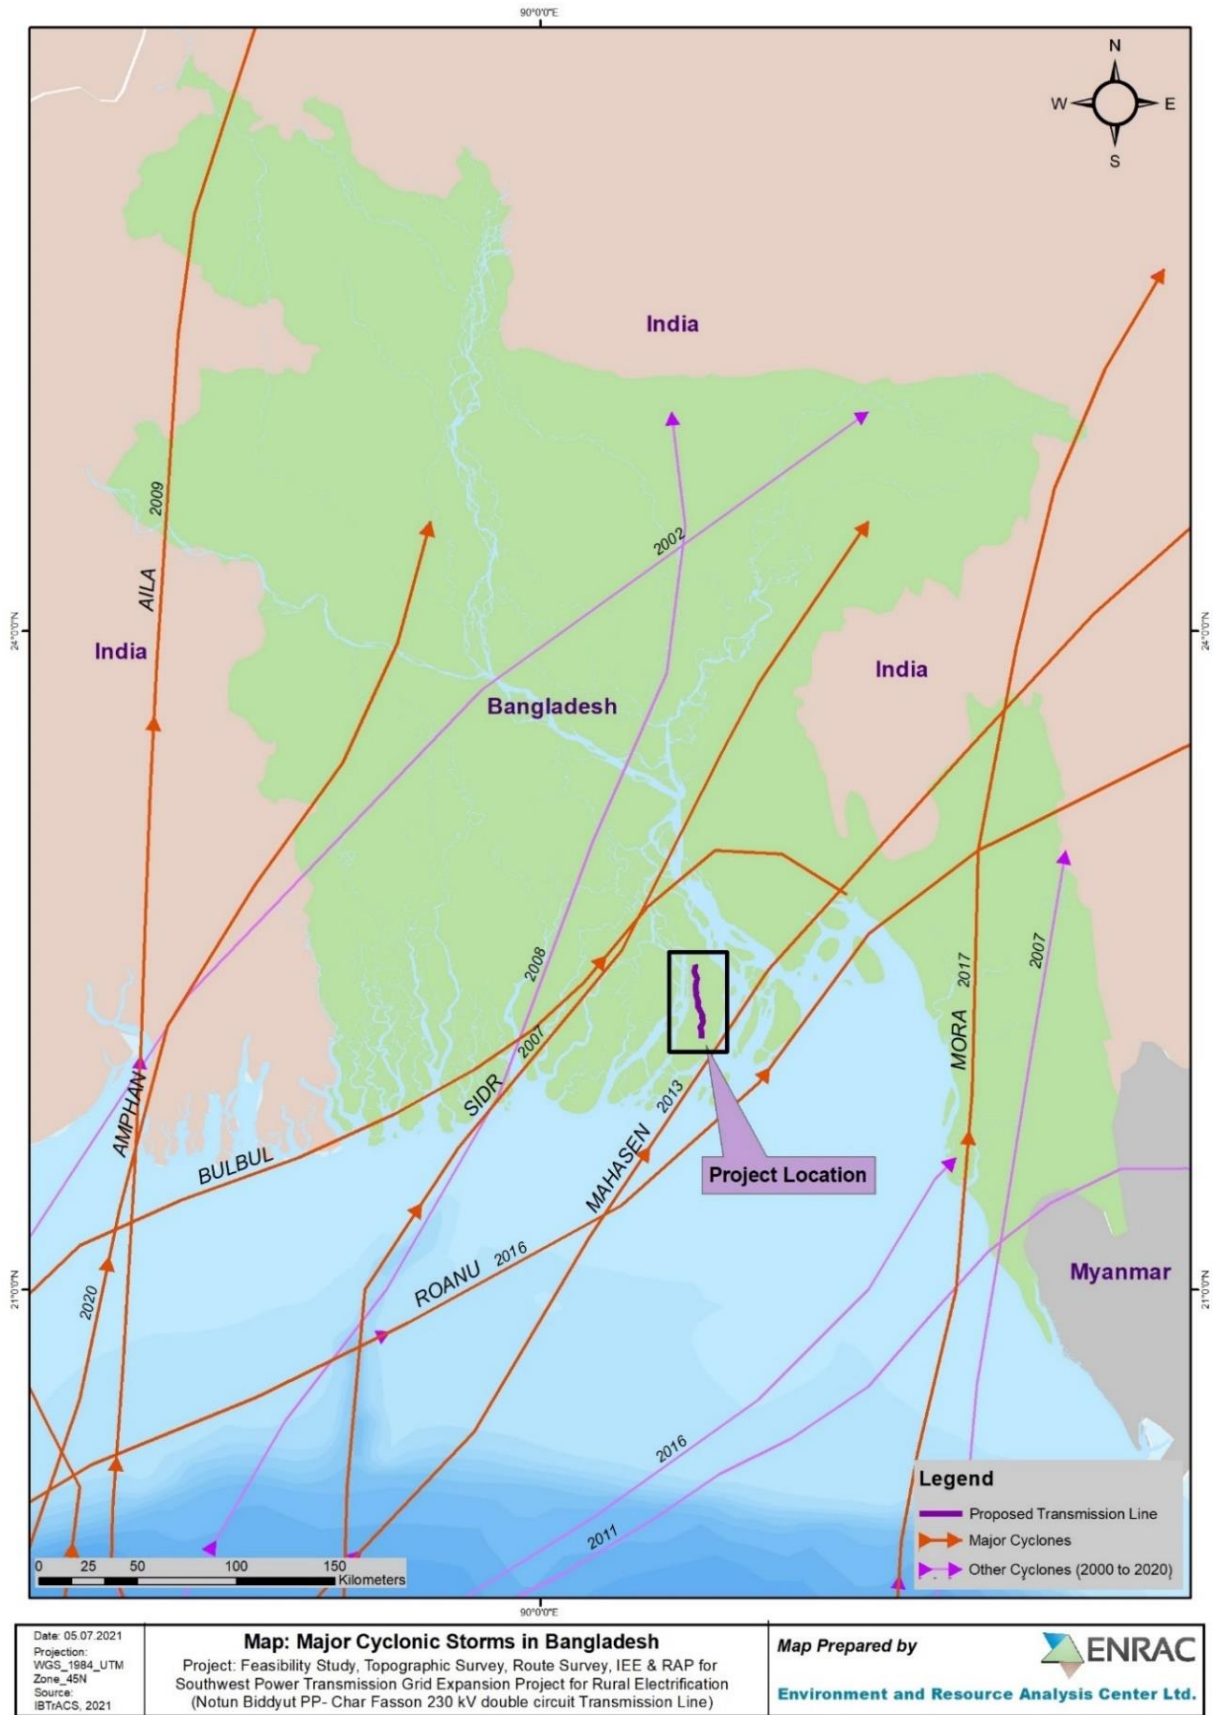 90°0'0"E
N
W
E
S
India
2009
2002
AILA
24°0'0"N
24°0'0"N
India
India
Bangladesh
2008
2007
2017
MORA
2007
SIDR
2013
AMPHAN
MAHASEN
BULBUL
Project Location
2016
ROANU
Myanmar
21°0'0"N
21°0'0"N
2020
2016
2011
Legend
Proposed Transmission Line
Major Cyclones
Other Cyclones (2000 to 2020)
0 25 50 100 150
Kilometers
90°0'0"E
Date: 05.07.2021
Projection:
WGS_1984_UTM
Zone_45N
Source:
IBTrACS, 2021
Map: Major Cyclonic Storms in Bangladesh
Project: Feasibility Study, Topographic Survey, Route Survey, IEE & RAP for
Southwest Power Transmission Grid Expansion Project for Rural Electrification
(Notun Biddyut PP- Char Fasson 230 kV double circuit Transmission Line)
Map Prepared by
ENRAC
Environment and Resource Analysis Center Ltd.